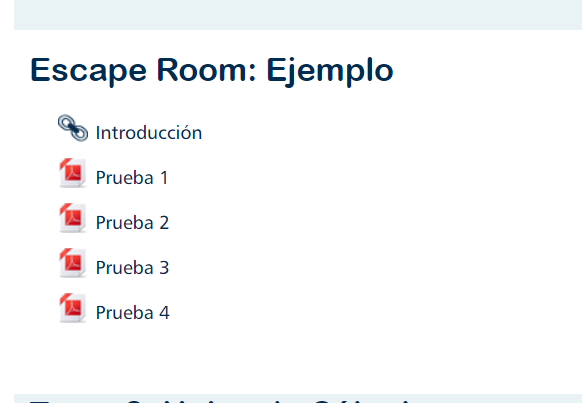 Escape Room: Ejemplo
Introducción
Prueba 1
Prueba 2
Prueba 3
Prueba 4